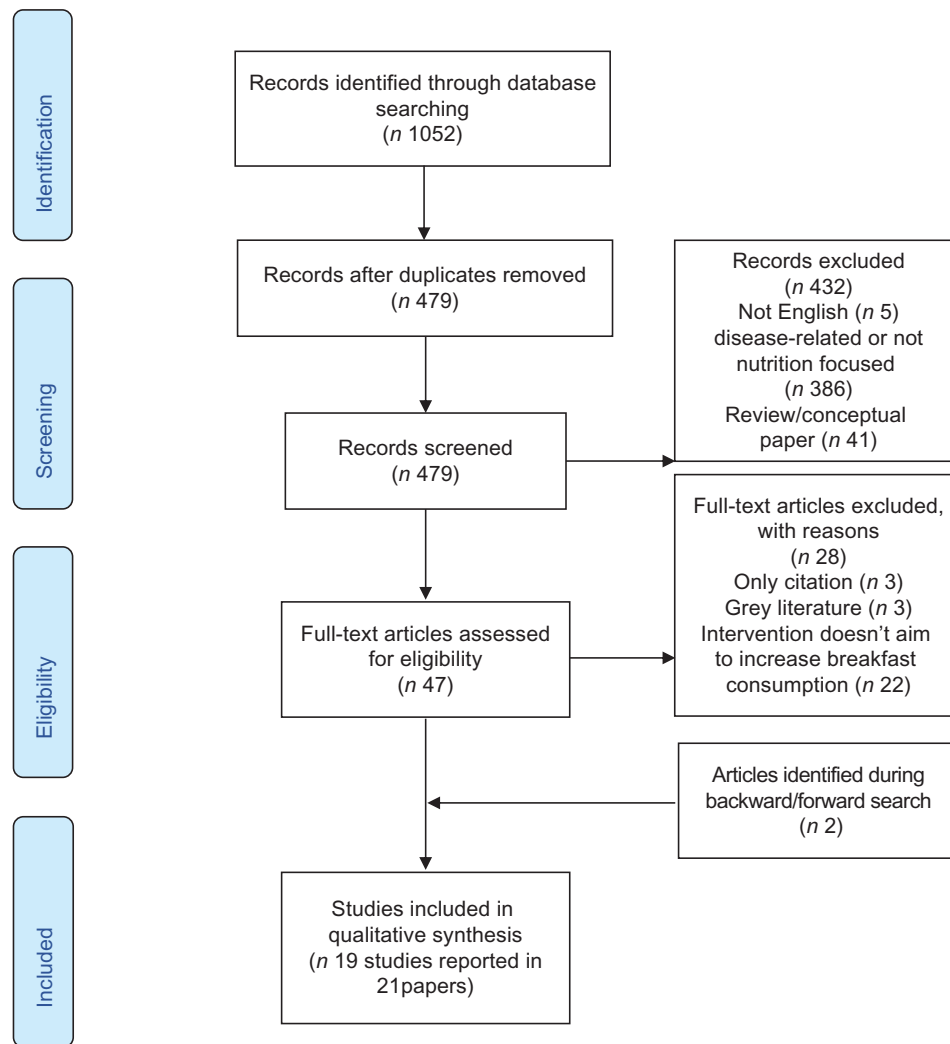 Identification
Records identified through database
searching
(n 1052)
Records after duplicates removed
(n 479)
Screening
Records excluded
(n 432)
Not English (n 5)
disease-related or not
nutrition focused
(n 386)
Review/conceptual
paper (n 41)
Records screened
(n 479)
Eligibility
Full-text articles excluded,
with reasons
(n 28)
Only citation (n 3)
Grey literature (n 3)
Intervention doesn't aim
to increase breakfast
consumption (n 22)
Full-text articles assessed
for eligibility
(n 47)
Articles identified during
backward/forward search
(n 2)
Included
Studies included in
qualitative synthesis
(n 19 studies reported in
21papers)